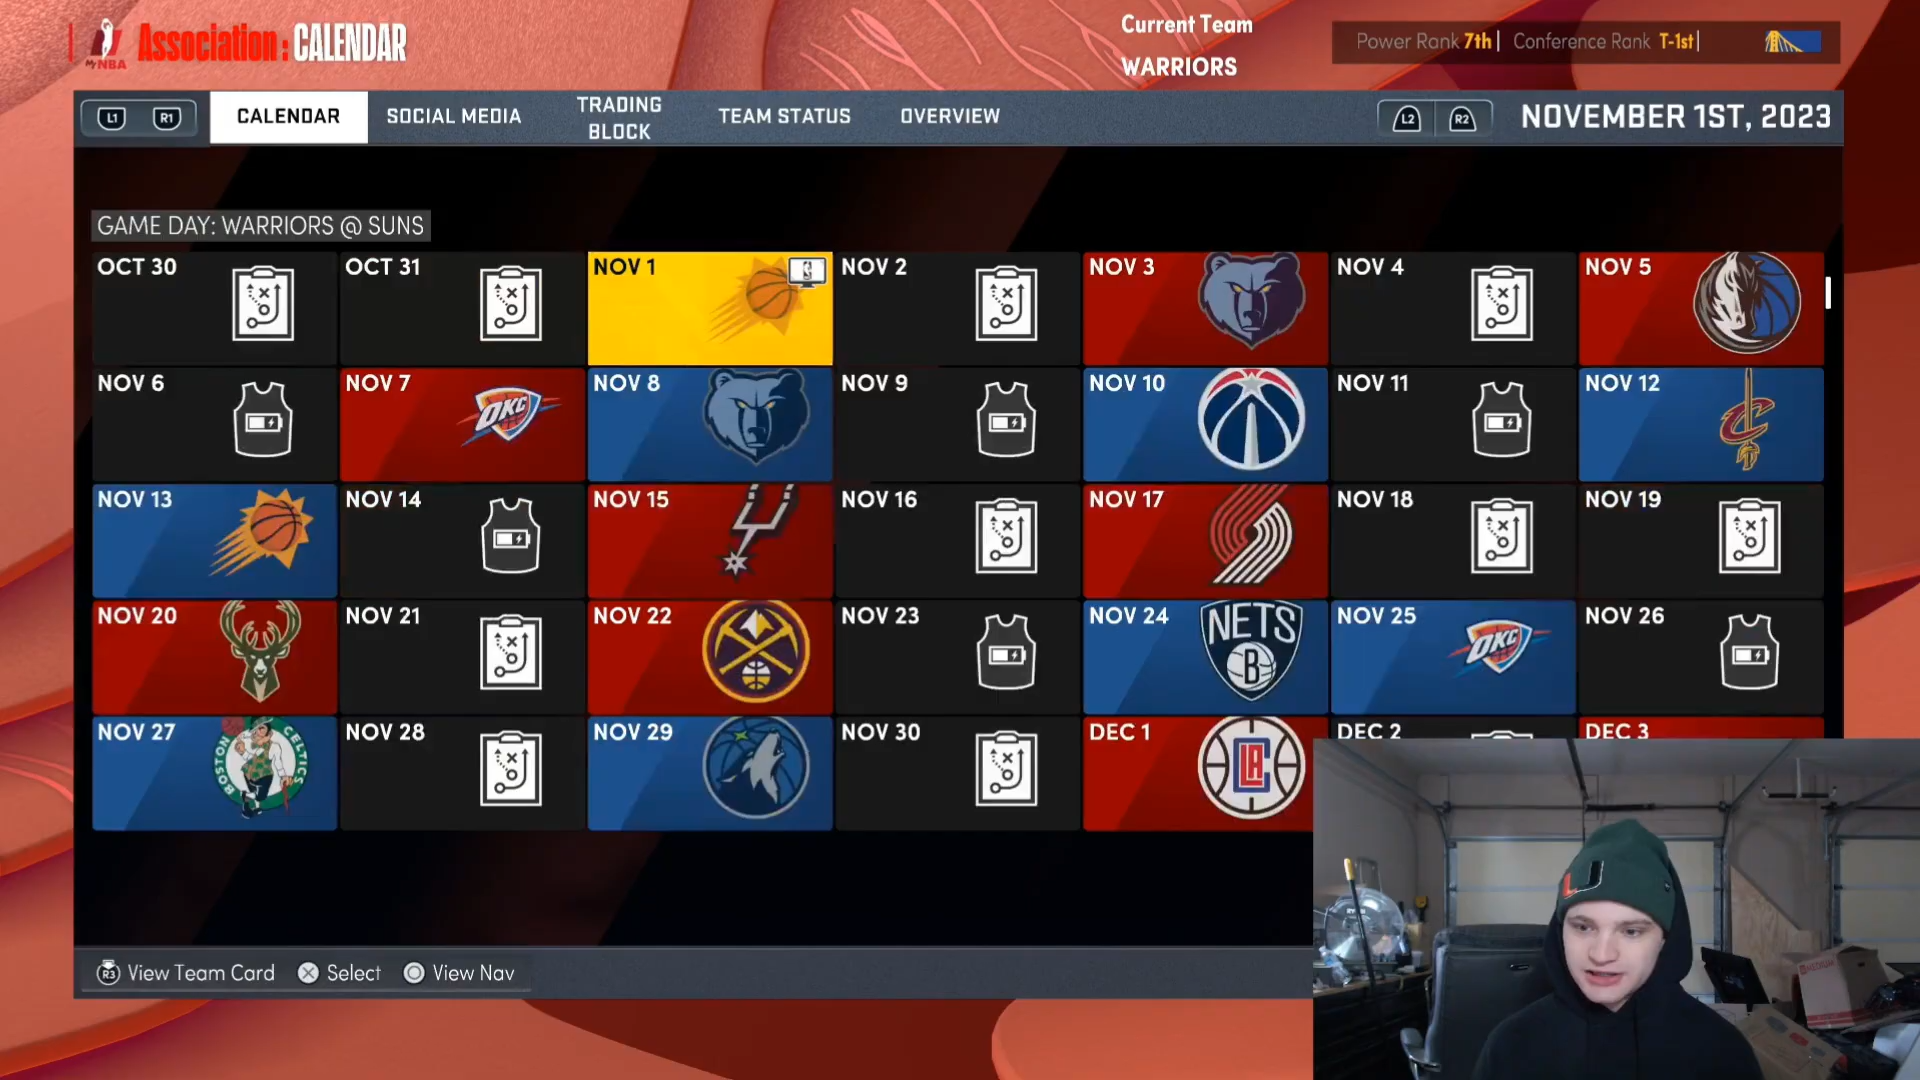 MyNBA
Association: CALENDAR
Current Team
WARRIORS
Power Rank 7th | Conference Rank T-1st |
L1 R1 CALENDAR SOCIAL MEDIA TRADING BLOCK TEAM STATUS OVERVIEW L2 R2 NOVEMBER 1ST, 2023
GAME DAY: WARRIORS @ SUNS
OCT 30 OCT 31 NOV 1 NOV 2 NOV 3 NOV 4 NOV 5
NOV 6 NOV 7 OKC NOV 8 NOV 9 NOV 10 NOV 11 NOV 12 C
NOV 13 NOV 14 NOV 15 NOV 16 NOV 17 NOV 18 NOV 19
NOV 20 NOV 21 NOV 22 NOV 23 NOV 24 NETS B NOV 25 OKC NOV 26
NOV 27 BOSTON CELTICS NOV 28 NOV 29 NOV 30 DEC 1 LA C DEC 2 DEC 3
R3 View Team Card Select View Nav
U